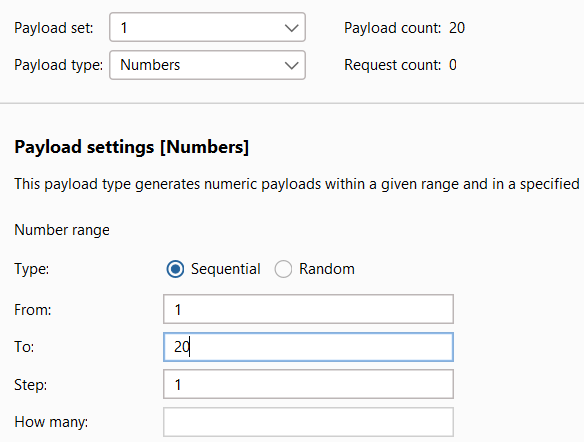 Payload set: 1 Payload count: 20
Payload type: Numbers Request count: 0
Payload settings [Numbers]
This payload type generates numeric payloads within a given range and in a specified
Number range
Type: Sequential Random
From: 1
To: 20
Step: 1
How many: